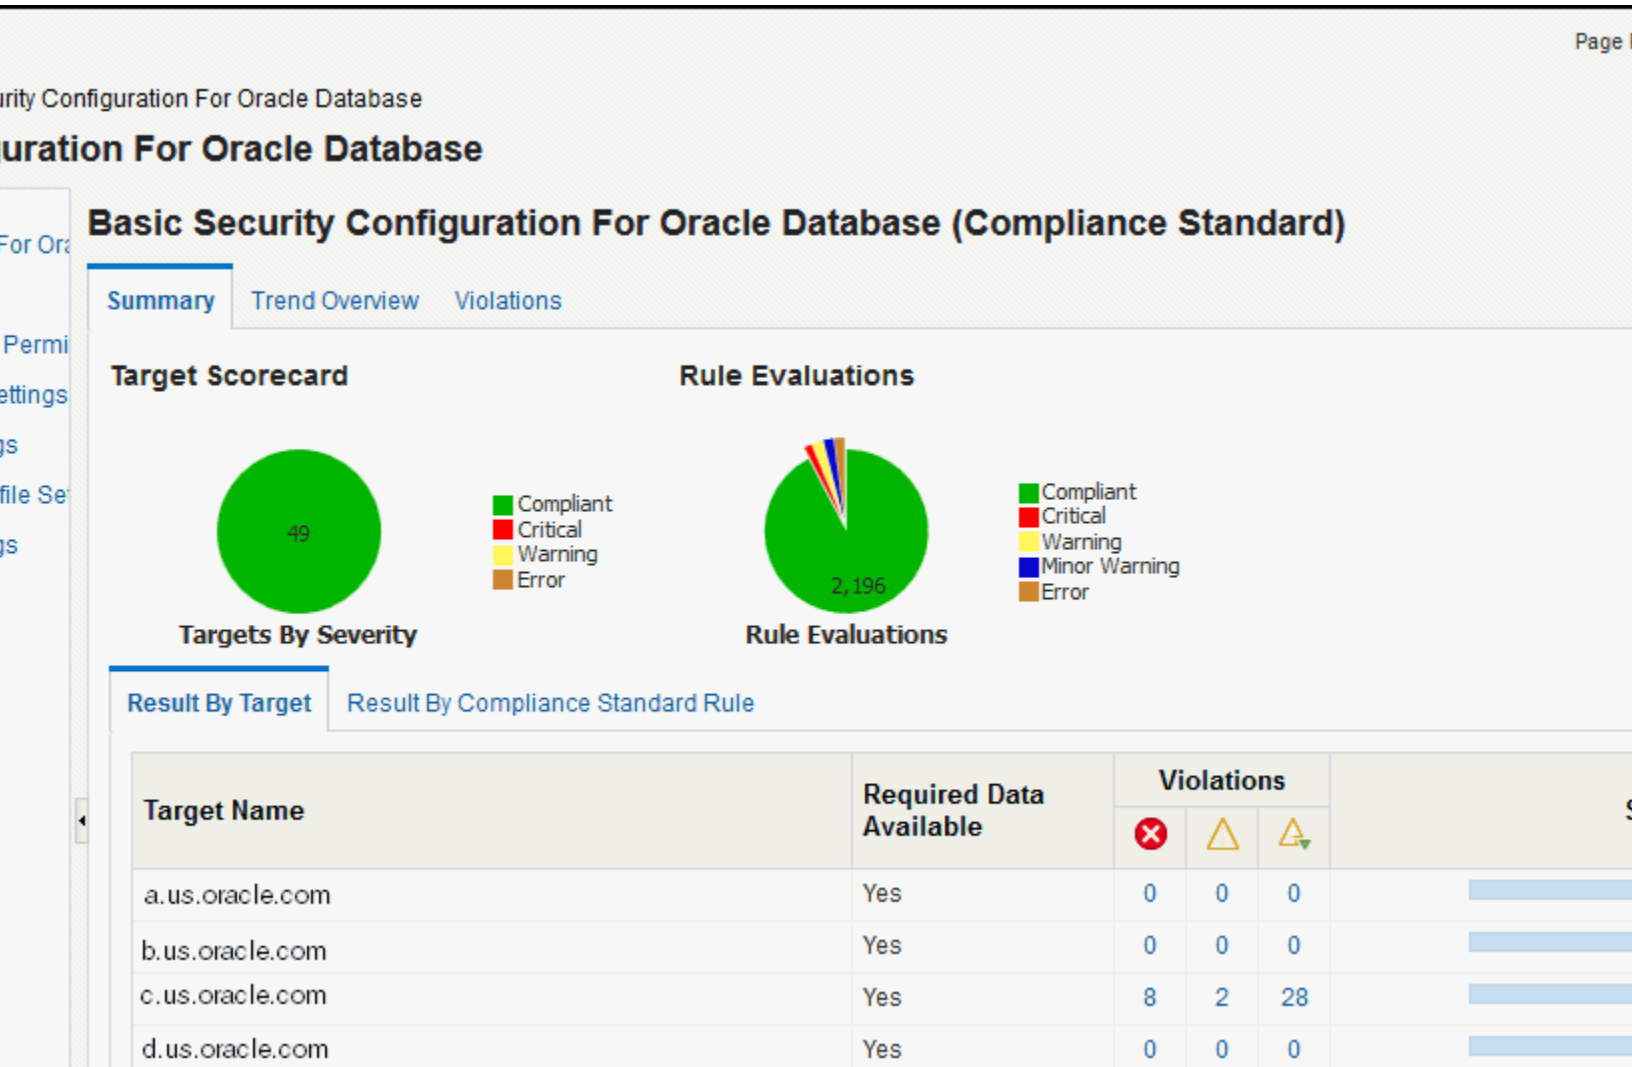 Page
urity Configuration For Oracle Database
uration For Oracle Database
For Ora
Permi
ettings
gs
file Set
gs
Basic Security Configuration For Oracle Database (Compliance Standard)
Summary Trend Overview Violations
Target Scorecard Rule Evaluations
49
Compliant
Critical
Warning
Error
Targets By Severity
2,196
Compliant
Critical
Warning
Minor Warning
Error
Rule Evaluations
Result By Target Result By Compliance Standard Rule
Target Name Required Data Available Violations
a.us.oracle.com Yes 0 0 0
b.us.oracle.com Yes 0 0 0
c.us.oracle.com Yes 8 2 28
d.us.oracle.com Yes 0 0 0